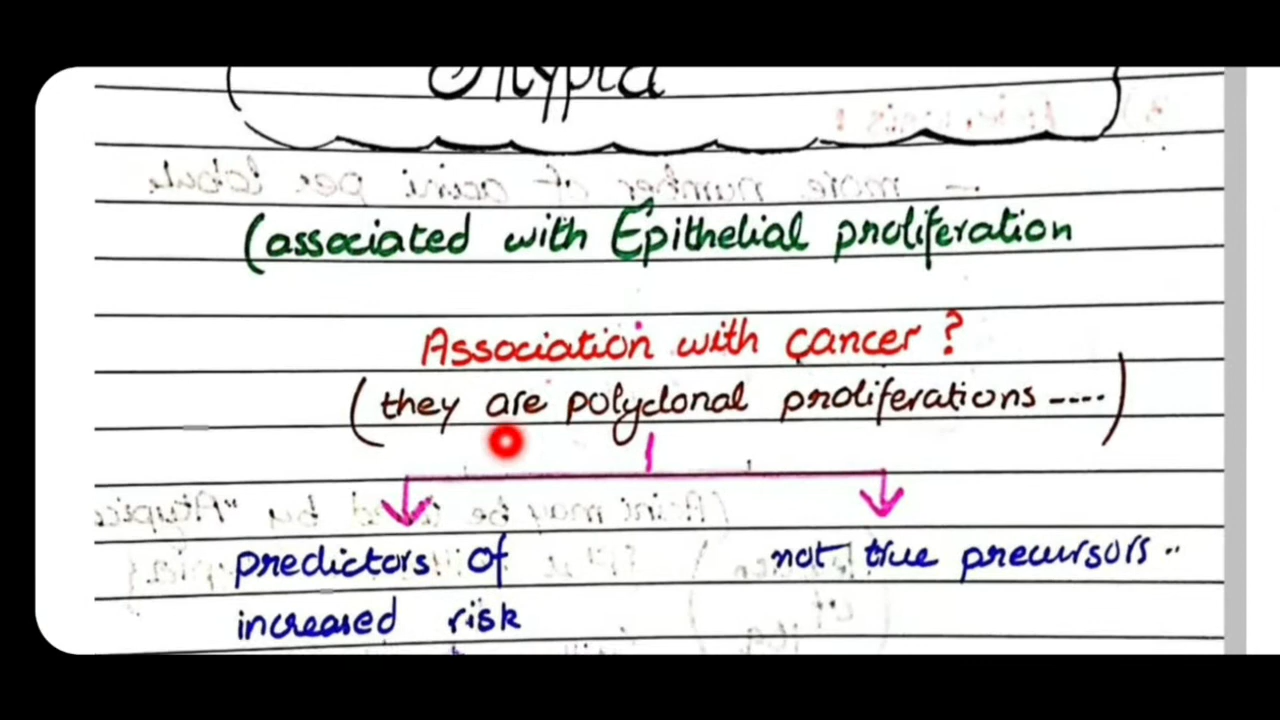 Atypia
(associated with Epithelial proliferation
Association with cancer ?
(they are polyclonal proliferations ----)
predictors of not true precursors ..
increased risk